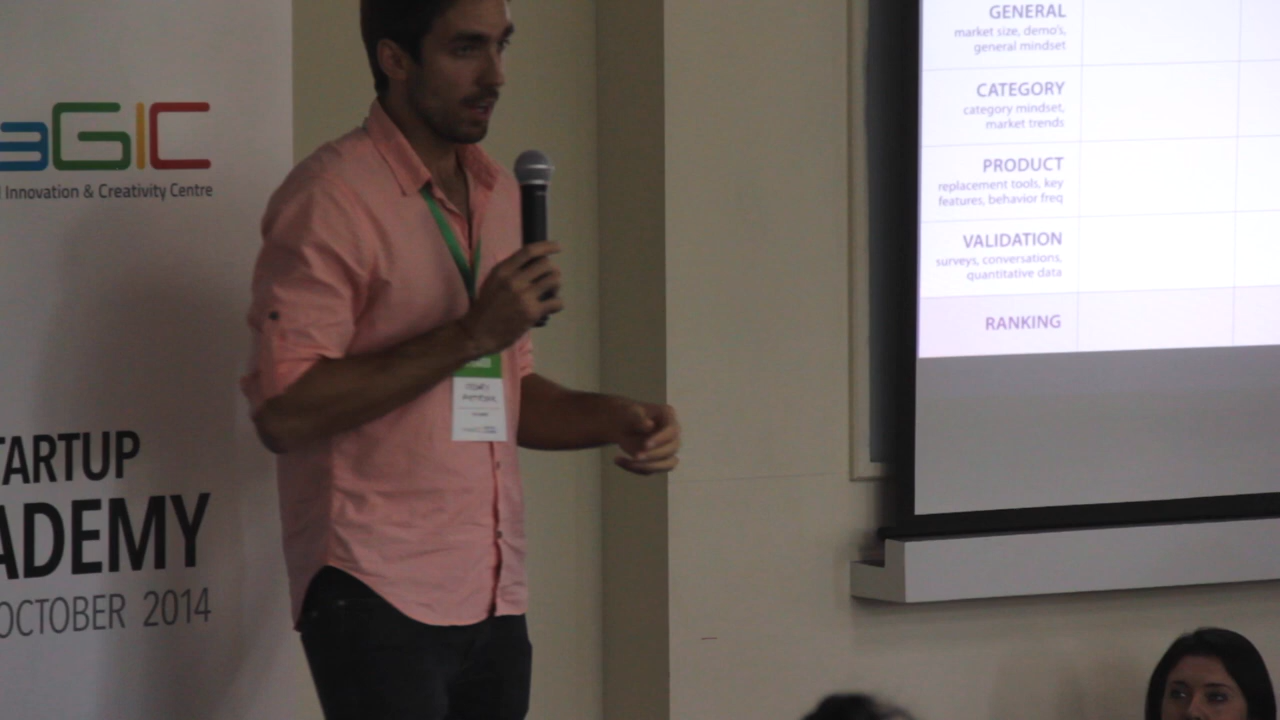 aGIC
l Innovation & Creativity Centre
TARTUP
ADEMY
OCTOBER 2014
GENERAL
market size, demo's,
general mindset
CATEGORY
category mindset,
market trends
PRODUCT
replacement tools, key
features, behavior freq
VALIDATION
surveys, conversations,
quantitative data
RANKING